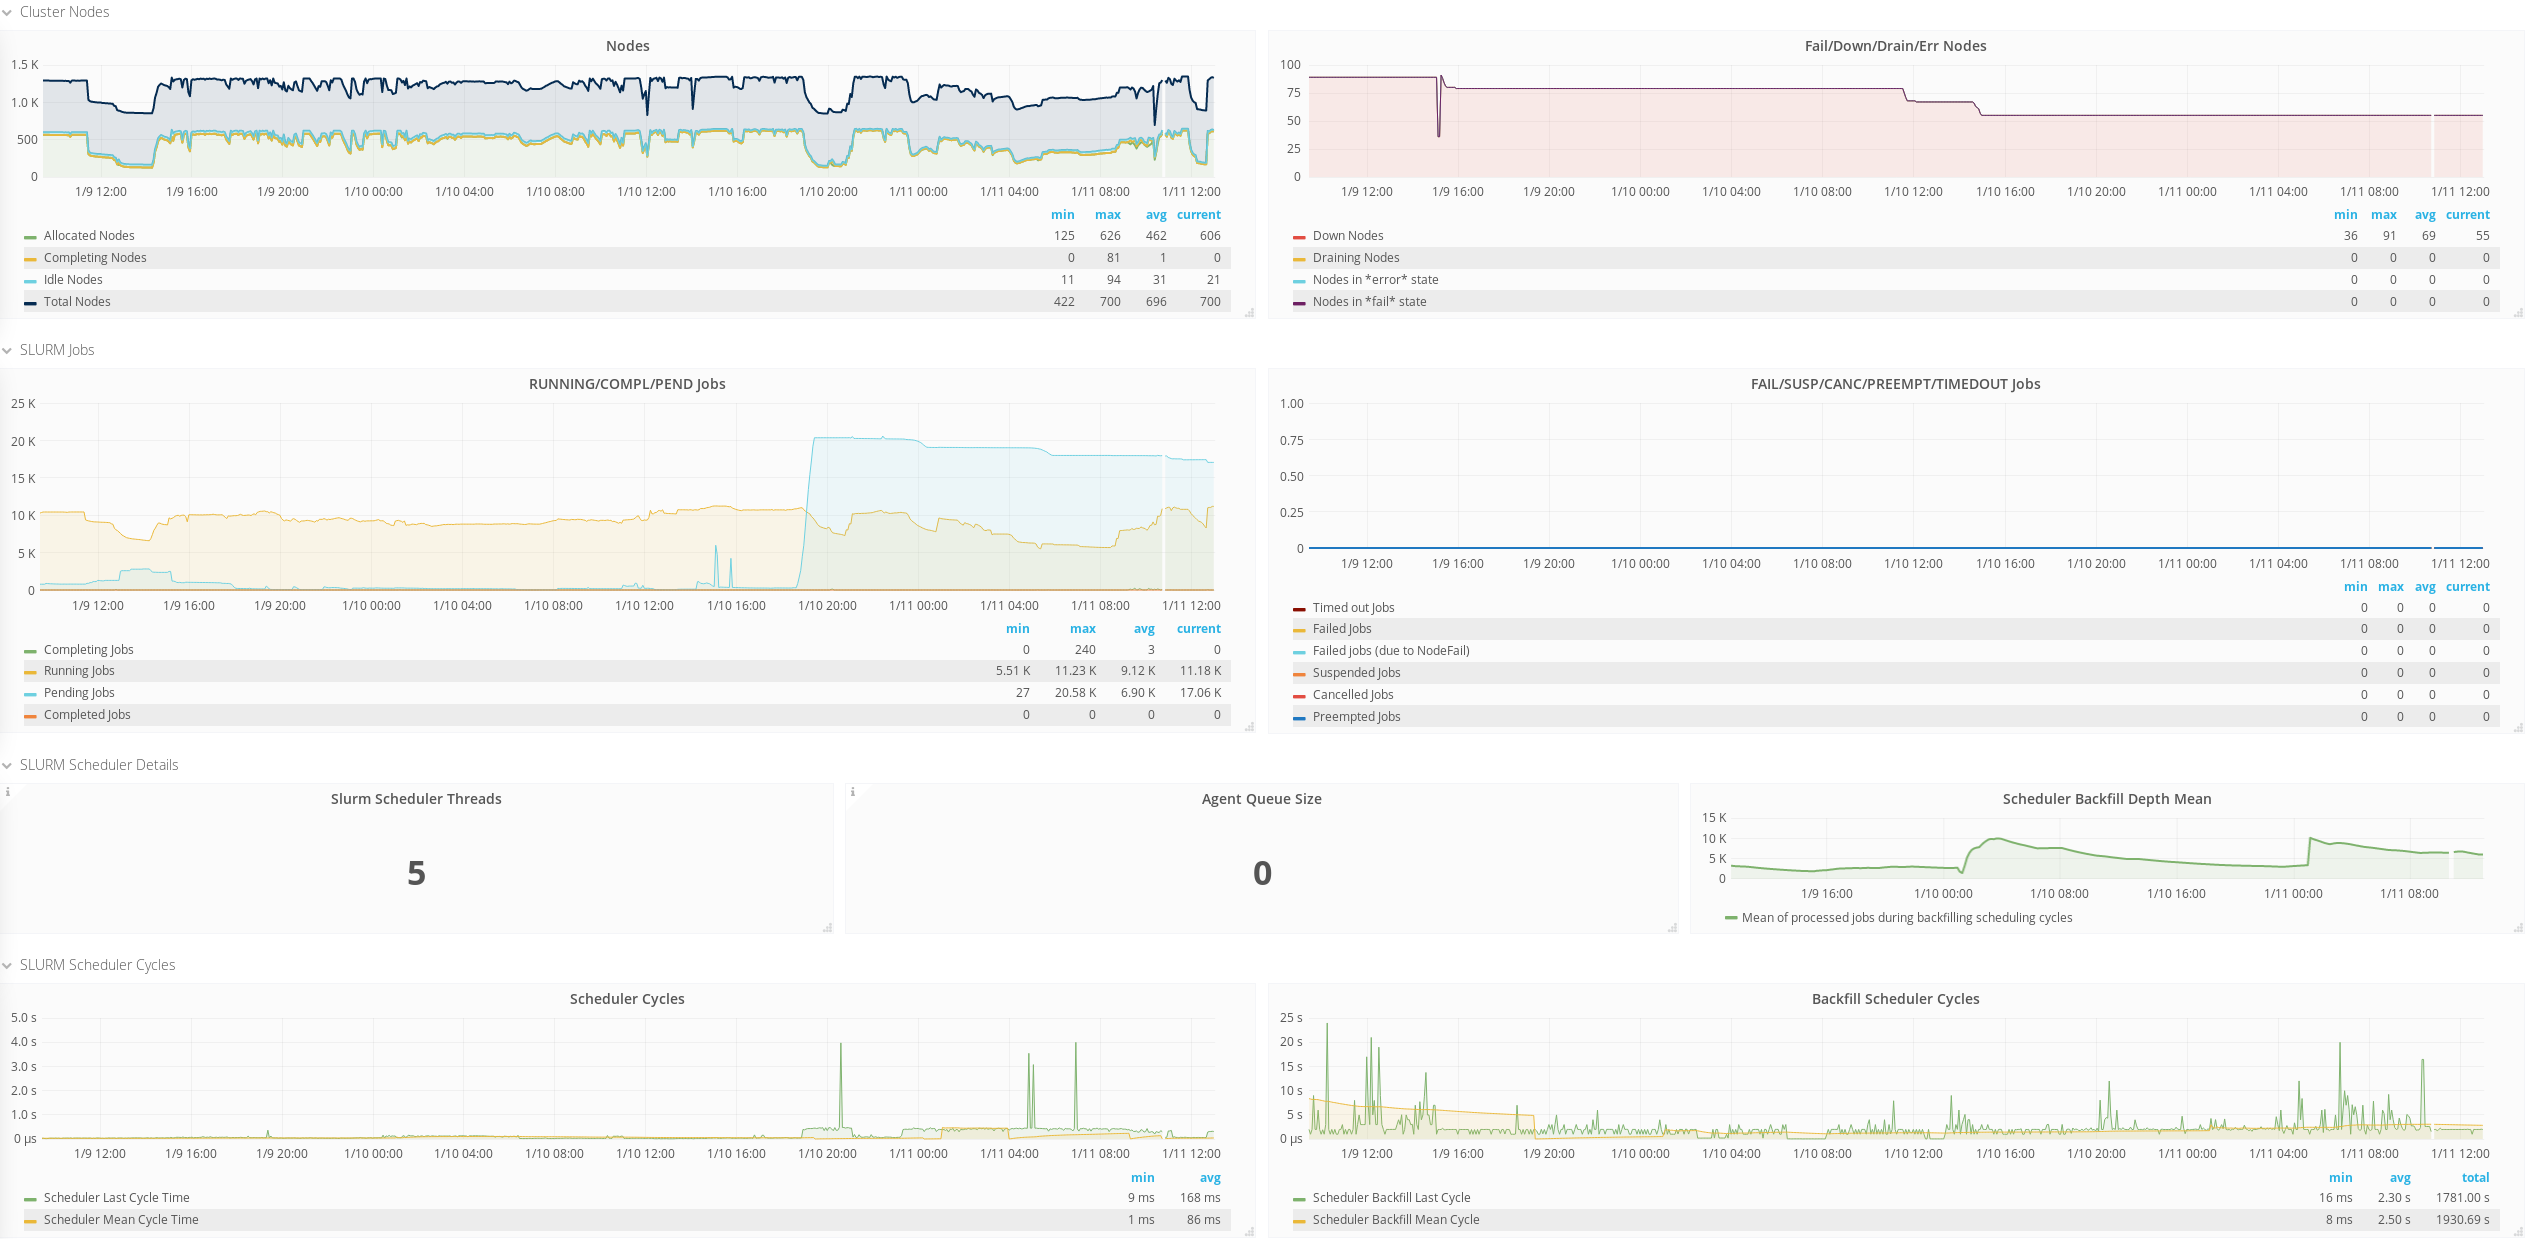 Cluster Nodes
Nodes
1.5 K
1.0 K
500
0
1/9 12:00 1/9 16:00 1/9 20:00 1/10 00:00 1/10 04:00 1/10 08:00 1/10 12:00 1/10 16:00 1/10 20:00 1/11 00:00 1/11 04:00 1/11 08:00 1/11 12:00
min max avg current
Allocated Nodes 125 626 462 606
Completing Nodes 0 81 1 0
Idle Nodes 11 94 31 21
Total Nodes 422 700 696 700
Fail/Down/Drain/Err Nodes
100
75
50
25
0
1/9 12:00 1/9 16:00 1/9 20:00 1/10 00:00 1/10 04:00 1/10 08:00 1/10 12:00 1/10 16:00 1/10 20:00 1/11 00:00 1/11 04:00 1/11 08:00 1/11 12:00
min max avg current
Down Nodes 36 91 69 55
Draining Nodes 0 0 0 0
Nodes in *error* state 0 0 0 0
Nodes in *fail* state 0 0 0 0
SLURM Jobs
RUNNING/COMPL/PEND Jobs
25 K
20 K
15 K
10 K
5 K
0
1/9 12:00 1/9 16:00 1/9 20:00 1/10 00:00 1/10 04:00 1/10 08:00 1/10 12:00 1/10 16:00 1/10 20:00 1/11 00:00 1/11 04:00 1/11 08:00 1/11 12:00
min max avg current
Completing Jobs 0 240 3 0
Running Jobs 5.51 K 11.23 K 9.12 K 11.18 K
Pending Jobs 27 20.58 K 6.90 K 17.06 K
Completed Jobs 0 0 0 0
FAIL/SUSP/CANC/PREEMPT/TIMEDOUT Jobs
1.00
0.75
0.50
0.25
0
1/9 12:00 1/9 16:00 1/9 20:00 1/10 00:00 1/10 04:00 1/10 08:00 1/10 12:00 1/10 16:00 1/10 20:00 1/11 00:00 1/11 04:00 1/11 08:00 1/11 12:00
min max avg current
Timed out Jobs 0 0 0 0
Failed Jobs 0 0 0 0
Failed jobs (due to NodeFail) 0 0 0 0
Suspended Jobs 0 0 0 0
Cancelled Jobs 0 0 0 0
Preempted Jobs 0 0 0 0
SLURM Scheduler Details
i
Slurm Scheduler Threads
5
i
Agent Queue Size
0
Scheduler Backfill Depth Mean
15 K
10 K
5 K
0
1/9 16:00 1/10 00:00 1/10 08:00 1/10 16:00 1/11 00:00 1/11 08:00
Mean of processed jobs during backfilling scheduling cycles
SLURM Scheduler Cycles
Scheduler Cycles
5.0 s
4.0 s
3.0 s
2.0 s
1.0 s
0 µs
1/9 12:00 1/9 16:00 1/9 20:00 1/10 00:00 1/10 04:00 1/10 08:00 1/10 12:00 1/10 16:00 1/10 20:00 1/11 00:00 1/11 04:00 1/11 08:00 1/11 12:00
min avg
Scheduler Last Cycle Time 9 ms 168 ms
Scheduler Mean Cycle Time 1 ms 86 ms
Backfill Scheduler Cycles
25 s
20 s
15 s
10 s
5 s
0 µs
1/9 12:00 1/9 16:00 1/9 20:00 1/10 00:00 1/10 04:00 1/10 08:00 1/10 12:00 1/10 16:00 1/10 20:00 1/11 00:00 1/11 04:00 1/11 08:00 1/11 12:00
min avg total
Scheduler Backfill Last Cycle 16 ms 2.30 s 1781.00 s
Scheduler Backfill Mean Cycle 8 ms 2.50 s 1930.69 s